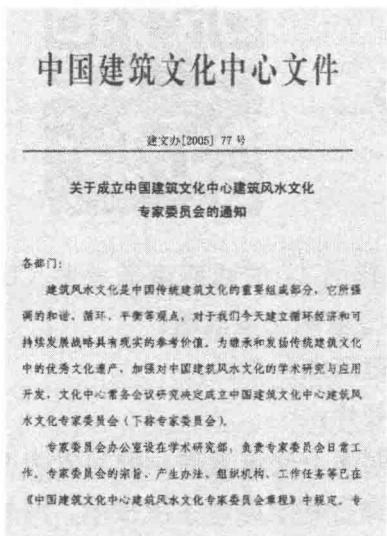 中国建筑文化中心文件
建文办[2005] 77 号
关于成立中国建筑文化中心建筑风水文化
专家委员会的通知
各部门：
建筑风水文化是中国传统建筑文化的重要组成部分，它所强
调的和谐、循环、平衡等观点，对于我们今天建立循环经济和可
持续发展战略具有现实的参考价值。为继承和发扬传统建筑文化
中的优秀文化遗产，加强对中国建筑风水文化的学术研究与应用
开发，文化中心常务会议研究决定成立中国建筑文化中心建筑风
水文化专家委员会（下称专家委员会）。
专家委员会办公室设在学术研究部，负责专家委员会日常工
作。专家委员会的宗旨、产生办法、组织机构、工作任务等已在
《中国建筑文化中心建筑风水文化专家委员会章程》中规定。专